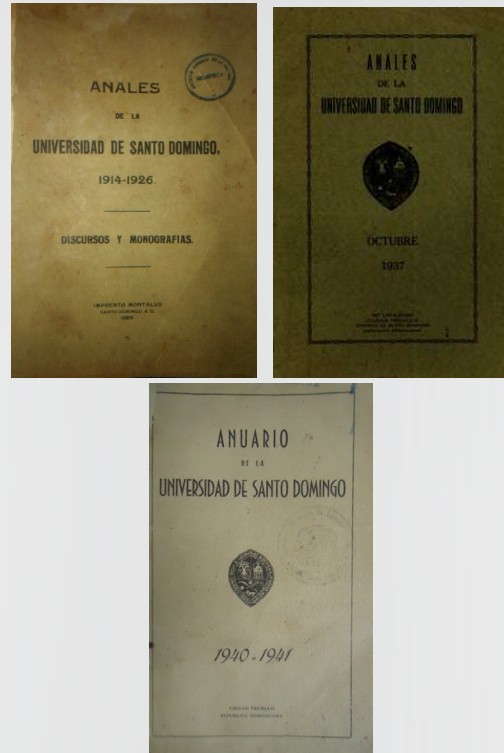 ANALES
DE LA
UNIVERSIDAD DE SANTO DOMINGO.
1914-1926.
DISCURSOS Y MONOGRAFIAS.
IMPRENTA MONTALVO
SANTO DOMINGO, R. D.
ANALES
DE LA
UNIVERSIDAD DE SANTO DOMINGO
OCTUBRE
1937
ANUARIO
DE LA
UNIVERSIDAD DE SANTO DOMINGO
1940-1941
CIUDAD TRUJILLO
REPUBLICA DOMINICANA